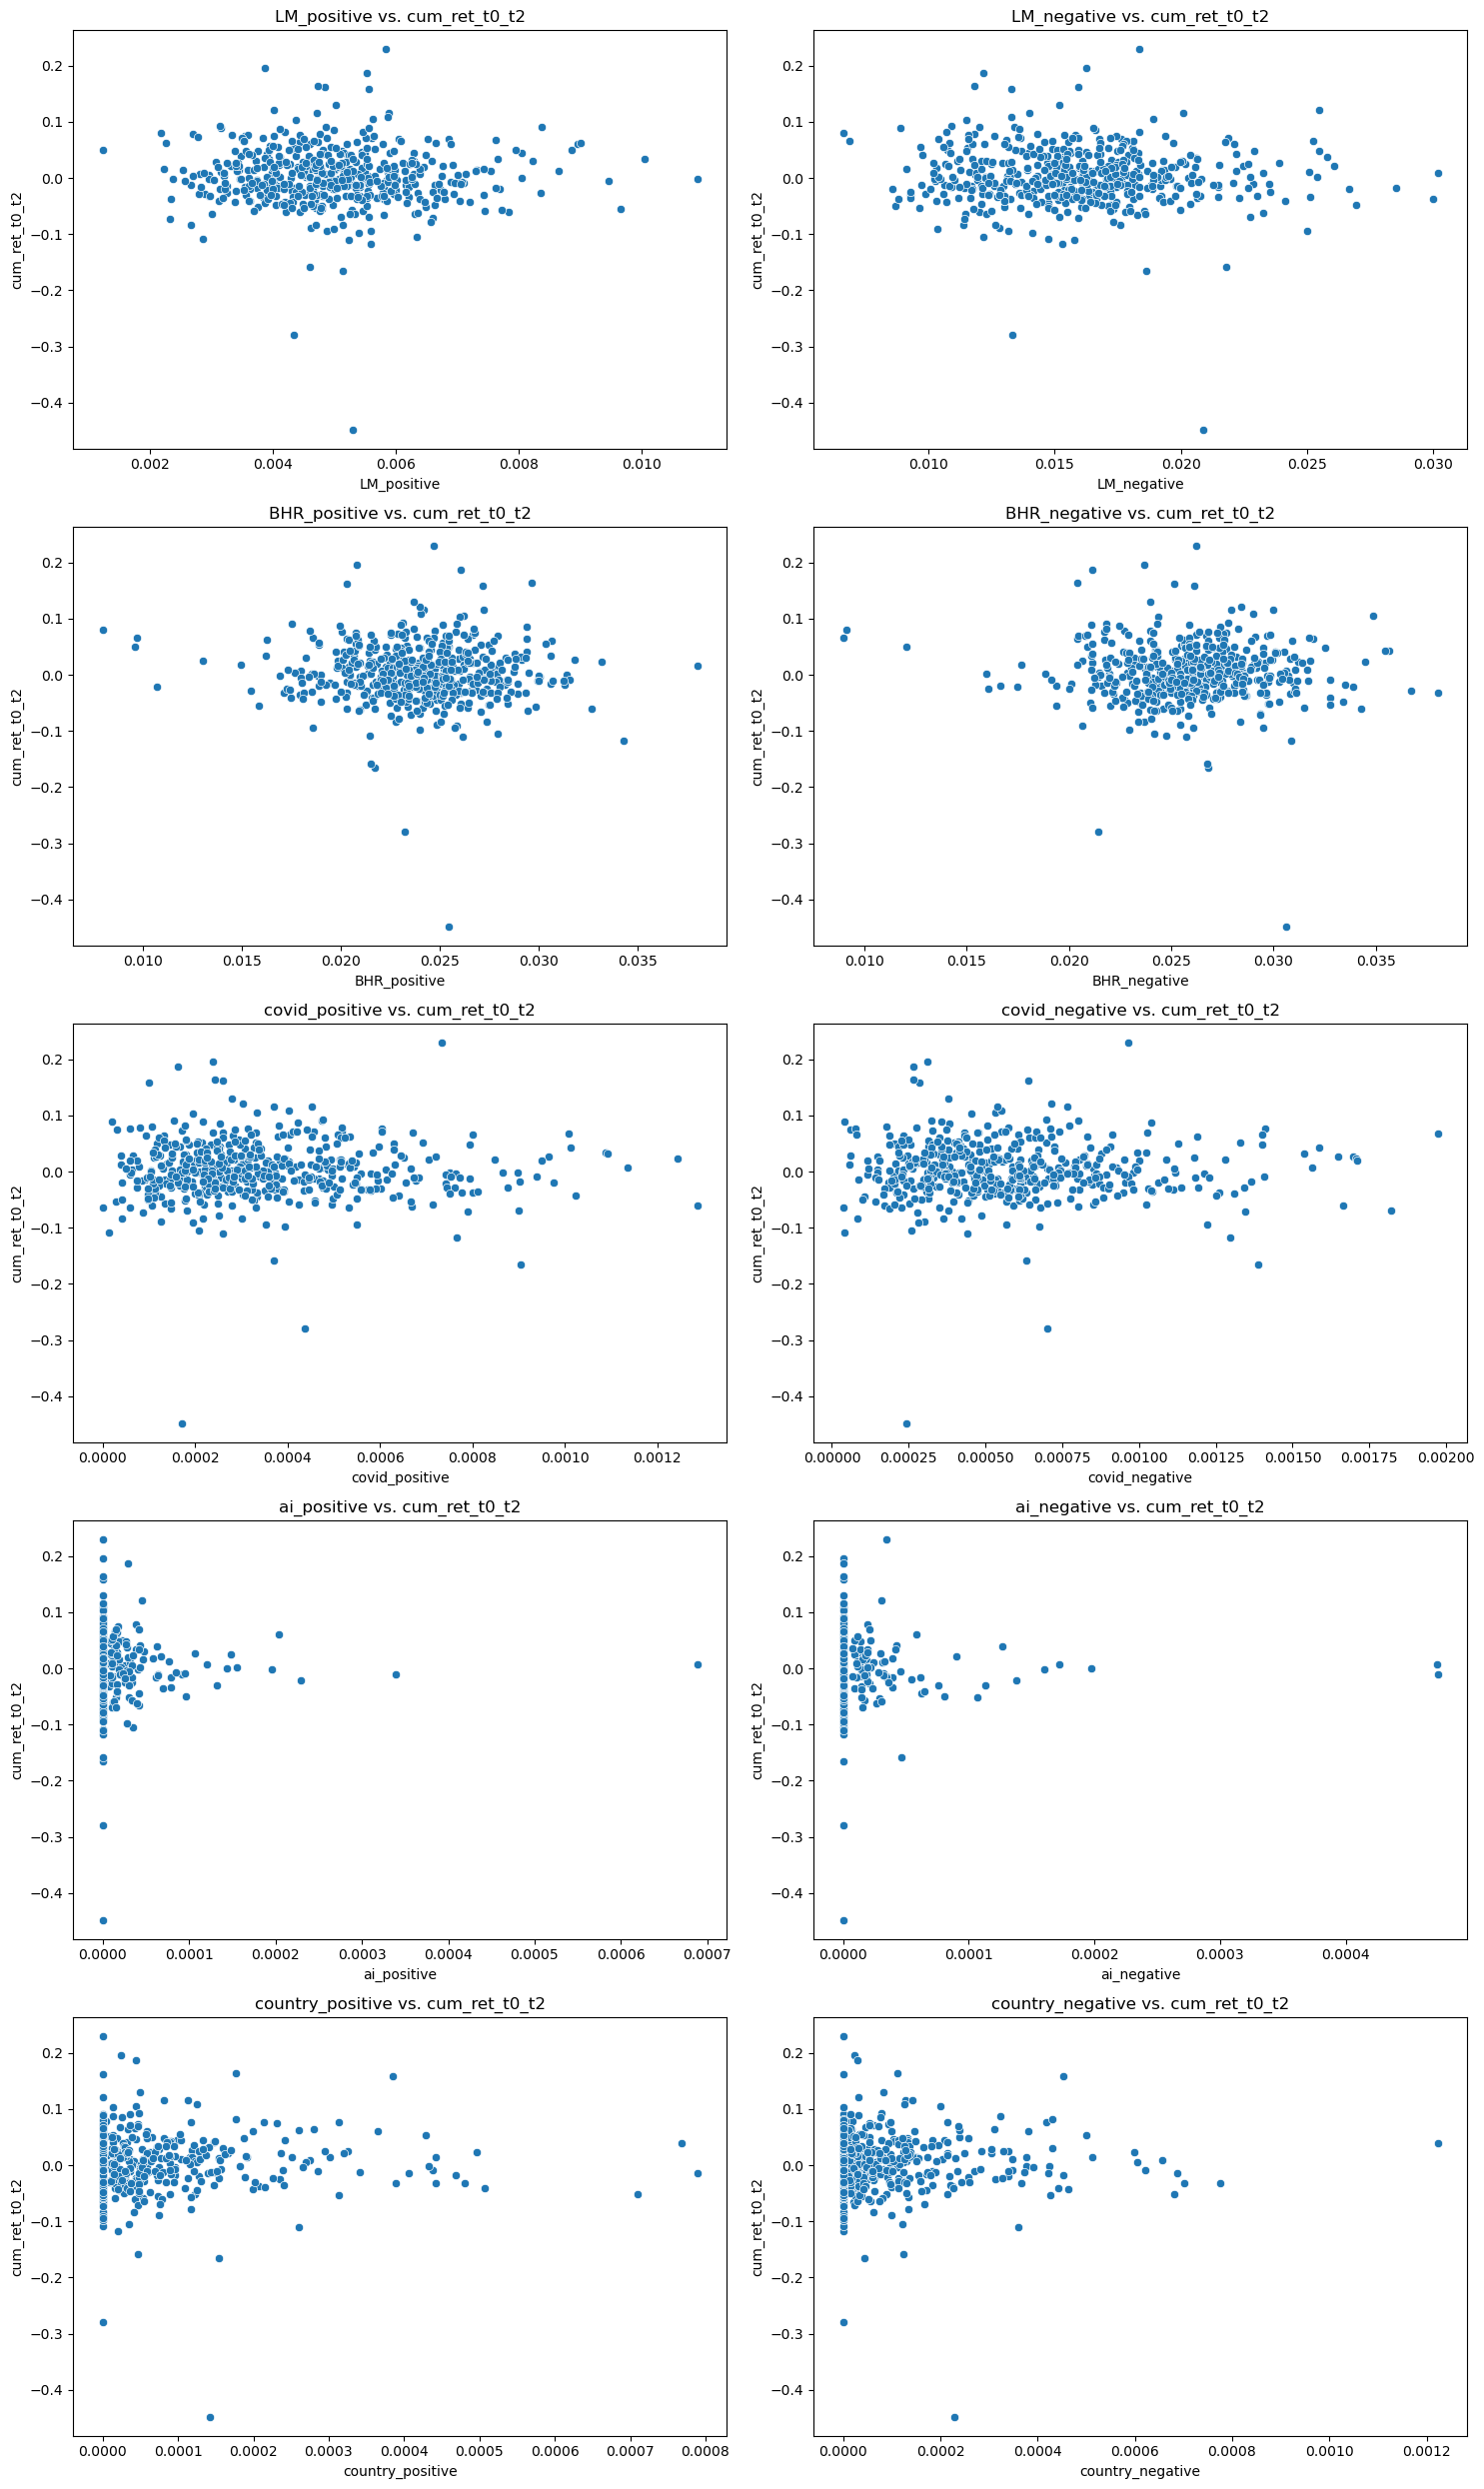 LM_positive vs. cum_ret_t0_t2
cum_ret_t0_t2
0.2
0.1
0.0
−0.1
−0.2
−0.3
−0.4
0.002 0.004 0.006 0.008 0.010
LM_positive
LM_negative vs. cum_ret_t0_t2
cum_ret_t0_t2
0.2
0.1
0.0
−0.1
−0.2
−0.3
−0.4
0.010 0.015 0.020 0.025 0.030
LM_negative
BHR_positive vs. cum_ret_t0_t2
cum_ret_t0_t2
0.2
0.1
0.0
−0.1
−0.2
−0.3
−0.4
0.010 0.015 0.020 0.025 0.030 0.035
BHR_positive
BHR_negative vs. cum_ret_t0_t2
cum_ret_t0_t2
0.2
0.1
0.0
−0.1
−0.2
−0.3
−0.4
0.010 0.015 0.020 0.025 0.030 0.035
BHR_negative
covid_positive vs. cum_ret_t0_t2
cum_ret_t0_t2
0.2
0.1
0.0
−0.1
−0.2
−0.3
−0.4
0.0000 0.0002 0.0004 0.0006 0.0008 0.0010 0.0012
covid_positive
covid_negative vs. cum_ret_t0_t2
cum_ret_t0_t2
0.2
0.1
0.0
−0.1
−0.2
−0.3
−0.4
0.00000 0.00025 0.00050 0.00075 0.00100 0.00125 0.00150 0.00175 0.00200
covid_negative
ai_positive vs. cum_ret_t0_t2
cum_ret_t0_t2
0.2
0.1
0.0
−0.1
−0.2
−0.3
−0.4
0.0000 0.0001 0.0002 0.0003 0.0004 0.0005 0.0006 0.0007
ai_positive
ai_negative vs. cum_ret_t0_t2
cum_ret_t0_t2
0.2
0.1
0.0
−0.1
−0.2
−0.3
−0.4
0.0000 0.0001 0.0002 0.0003 0.0004
ai_negative
country_positive vs. cum_ret_t0_t2
cum_ret_t0_t2
0.2
0.1
0.0
−0.1
−0.2
−0.3
−0.4
0.0000 0.0001 0.0002 0.0003 0.0004 0.0005 0.0006 0.0007 0.0008
country_positive
country_negative vs. cum_ret_t0_t2
cum_ret_t0_t2
0.2
0.1
0.0
−0.1
−0.2
−0.3
−0.4
0.0000 0.0002 0.0004 0.0006 0.0008 0.0010 0.0012
country_negative